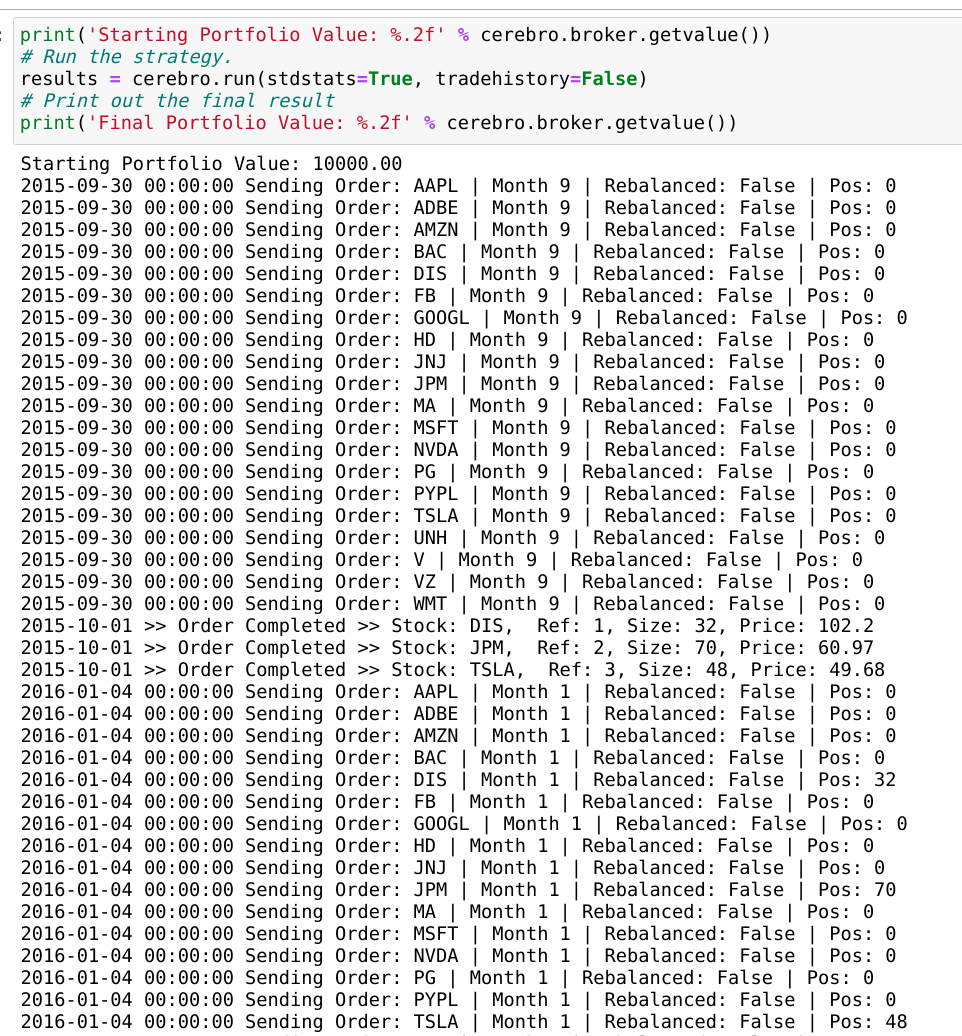 print('Starting Portfolio Value: %.2f' % cerebro.broker.getvalue())
# Run the strategy.
results = cerebro.run(stdstats=True, tradehistory=False)
# Print out the final result
print('Final Portfolio Value: %.2f' % cerebro.broker.getvalue())
Starting Portfolio Value: 10000.00
2015-09-30 00:00:00 Sending Order: AAPL | Month 9 | Rebalanced: False | Pos: 0
2015-09-30 00:00:00 Sending Order: ADBE | Month 9 | Rebalanced: False | Pos: 0
2015-09-30 00:00:00 Sending Order: AMZN | Month 9 | Rebalanced: False | Pos: 0
2015-09-30 00:00:00 Sending Order: BAC | Month 9 | Rebalanced: False | Pos: 0
2015-09-30 00:00:00 Sending Order: DIS | Month 9 | Rebalanced: False | Pos: 0
2015-09-30 00:00:00 Sending Order: FB | Month 9 | Rebalanced: False | Pos: 0
2015-09-30 00:00:00 Sending Order: GOOGL | Month 9 | Rebalanced: False | Pos: 0
2015-09-30 00:00:00 Sending Order: HD | Month 9 | Rebalanced: False | Pos: 0
2015-09-30 00:00:00 Sending Order: JNJ | Month 9 | Rebalanced: False | Pos: 0
2015-09-30 00:00:00 Sending Order: JPM | Month 9 | Rebalanced: False | Pos: 0
2015-09-30 00:00:00 Sending Order: MA | Month 9 | Rebalanced: False | Pos: 0
2015-09-30 00:00:00 Sending Order: MSFT | Month 9 | Rebalanced: False | Pos: 0
2015-09-30 00:00:00 Sending Order: NVDA | Month 9 | Rebalanced: False | Pos: 0
2015-09-30 00:00:00 Sending Order: PG | Month 9 | Rebalanced: False | Pos: 0
2015-09-30 00:00:00 Sending Order: PYPL | Month 9 | Rebalanced: False | Pos: 0
2015-09-30 00:00:00 Sending Order: TSLA | Month 9 | Rebalanced: False | Pos: 0
2015-09-30 00:00:00 Sending Order: UNH | Month 9 | Rebalanced: False | Pos: 0
2015-09-30 00:00:00 Sending Order: V | Month 9 | Rebalanced: False | Pos: 0
2015-09-30 00:00:00 Sending Order: VZ | Month 9 | Rebalanced: False | Pos: 0
2015-09-30 00:00:00 Sending Order: WMT | Month 9 | Rebalanced: False | Pos: 0
2015-10-01 >> Order Completed >> Stock: DIS,  Ref: 1, Size: 32, Price: 102.2
2015-10-01 >> Order Completed >> Stock: JPM,  Ref: 2, Size: 70, Price: 60.97
2015-10-01 >> Order Completed >> Stock: TSLA,  Ref: 3, Size: 48, Price: 49.68
2016-01-04 00:00:00 Sending Order: AAPL | Month 1 | Rebalanced: False | Pos: 0
2016-01-04 00:00:00 Sending Order: ADBE | Month 1 | Rebalanced: False | Pos: 0
2016-01-04 00:00:00 Sending Order: AMZN | Month 1 | Rebalanced: False | Pos: 0
2016-01-04 00:00:00 Sending Order: BAC | Month 1 | Rebalanced: False | Pos: 0
2016-01-04 00:00:00 Sending Order: DIS | Month 1 | Rebalanced: False | Pos: 32
2016-01-04 00:00:00 Sending Order: FB | Month 1 | Rebalanced: False | Pos: 0
2016-01-04 00:00:00 Sending Order: GOOGL | Month 1 | Rebalanced: False | Pos: 0
2016-01-04 00:00:00 Sending Order: HD | Month 1 | Rebalanced: False | Pos: 0
2016-01-04 00:00:00 Sending Order: JNJ | Month 1 | Rebalanced: False | Pos: 0
2016-01-04 00:00:00 Sending Order: JPM | Month 1 | Rebalanced: False | Pos: 70
2016-01-04 00:00:00 Sending Order: MA | Month 1 | Rebalanced: False | Pos: 0
2016-01-04 00:00:00 Sending Order: MSFT | Month 1 | Rebalanced: False | Pos: 0
2016-01-04 00:00:00 Sending Order: NVDA | Month 1 | Rebalanced: False | Pos: 0
2016-01-04 00:00:00 Sending Order: PG | Month 1 | Rebalanced: False | Pos: 0
2016-01-04 00:00:00 Sending Order: PYPL | Month 1 | Rebalanced: False | Pos: 0
2016-01-04 00:00:00 Sending Order: TSLA | Month 1 | Rebalanced: False | Pos: 48